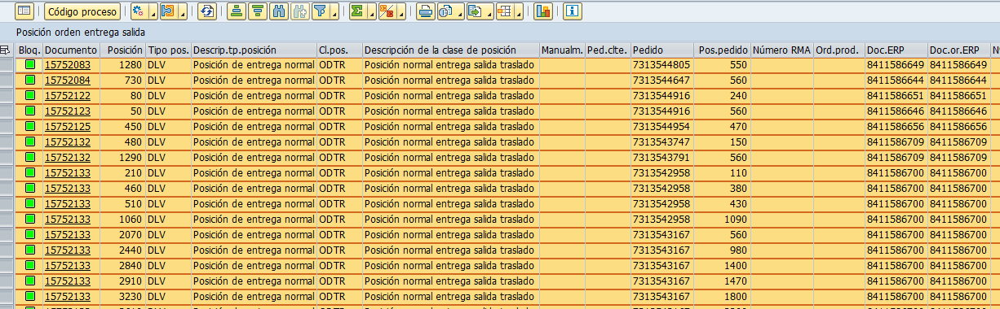 Código proceso
Posición orden entrega salida
Bloq. Documento Posición Tipo pos. Descrip.tp.posición Cl.pos. Descripción de la clase de posición Manualm. Ped.clte. Pedido Pos.pedido Número RMA Ord.prod. Doc.ERP Doc.or.ERP
15752083 1280 DLV Posición de entrega normal ODTR Posición normal entrega salida traslado 7313544805 550 8411586649 8411586649
15752084 730 DLV Posición de entrega normal ODTR Posición normal entrega salida traslado 7313544647 560 8411586644 8411586644
15752122 80 DLV Posición de entrega normal ODTR Posición normal entrega salida traslado 7313544916 240 8411586651 8411586651
15752123 50 DLV Posición de entrega normal ODTR Posición normal entrega salida traslado 7313544916 560 8411586646 8411586646
15752125 450 DLV Posición de entrega normal ODTR Posición normal entrega salida traslado 7313544954 470 8411586656 8411586656
15752132 480 DLV Posición de entrega normal ODTR Posición normal entrega salida traslado 7313543747 150 8411586709 8411586709
15752132 1290 DLV Posición de entrega normal ODTR Posición normal entrega salida traslado 7313543791 560 8411586709 8411586709
15752133 210 DLV Posición de entrega normal ODTR Posición normal entrega salida traslado 7313542958 110 8411586700 8411586700
15752133 460 DLV Posición de entrega normal ODTR Posición normal entrega salida traslado 7313542958 380 8411586700 8411586700
15752133 510 DLV Posición de entrega normal ODTR Posición normal entrega salida traslado 7313542958 430 8411586700 8411586700
15752133 1060 DLV Posición de entrega normal ODTR Posición normal entrega salida traslado 7313542958 1090 8411586700 8411586700
15752133 2070 DLV Posición de entrega normal ODTR Posición normal entrega salida traslado 7313543167 560 8411586700 8411586700
15752133 2440 DLV Posición de entrega normal ODTR Posición normal entrega salida traslado 7313543167 980 8411586700 8411586700
15752133 2840 DLV Posición de entrega normal ODTR Posición normal entrega salida traslado 7313543167 1400 8411586700 8411586700
15752133 2910 DLV Posición de entrega normal ODTR Posición normal entrega salida traslado 7313543167 1470 8411586700 8411586700
15752133 3230 DLV Posición de entrega normal ODTR Posición normal entrega salida traslado 7313543167 1800 8411586700 8411586700